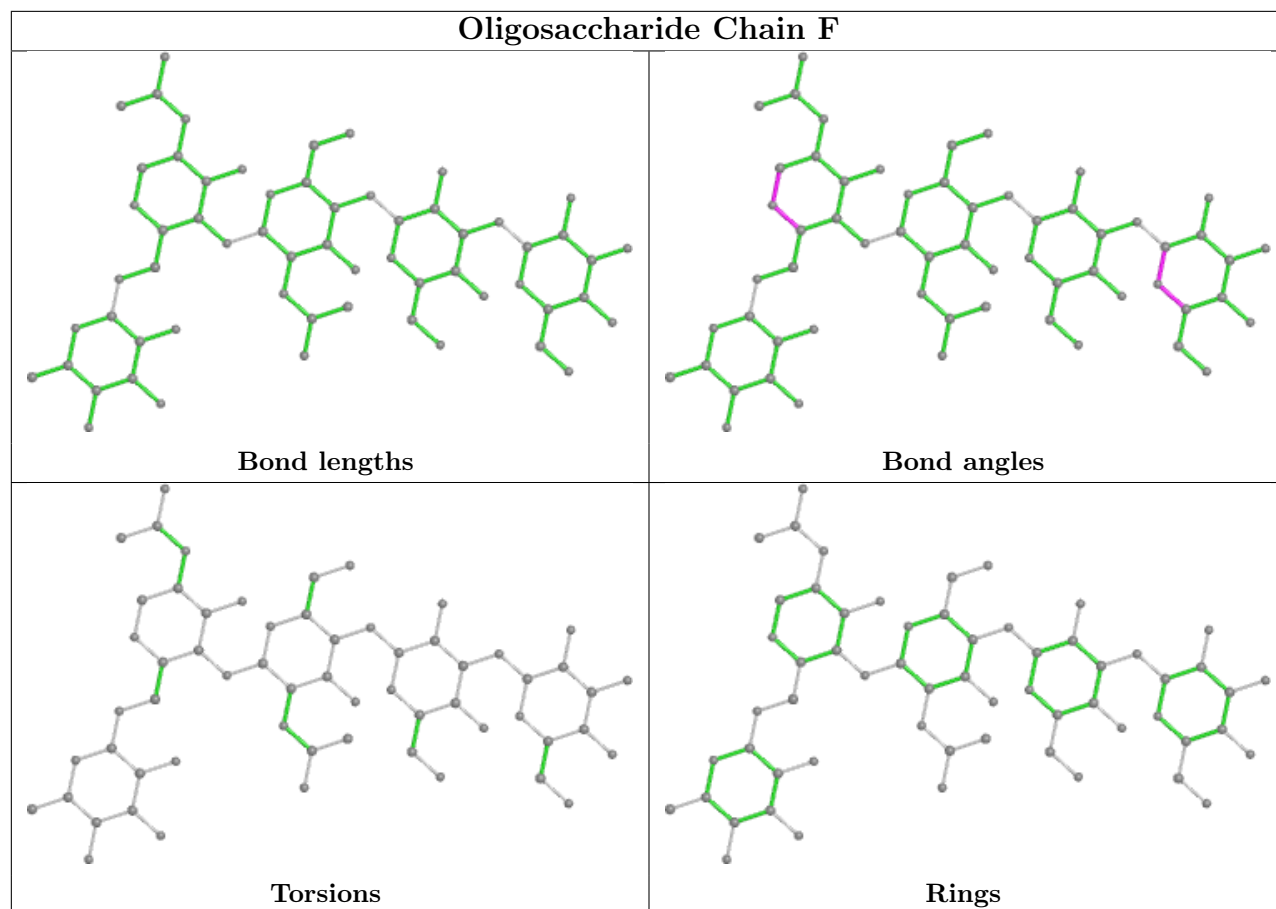 Oligosaccharide Chain F
Bond lengths
Bond angles
Torsions
Rings